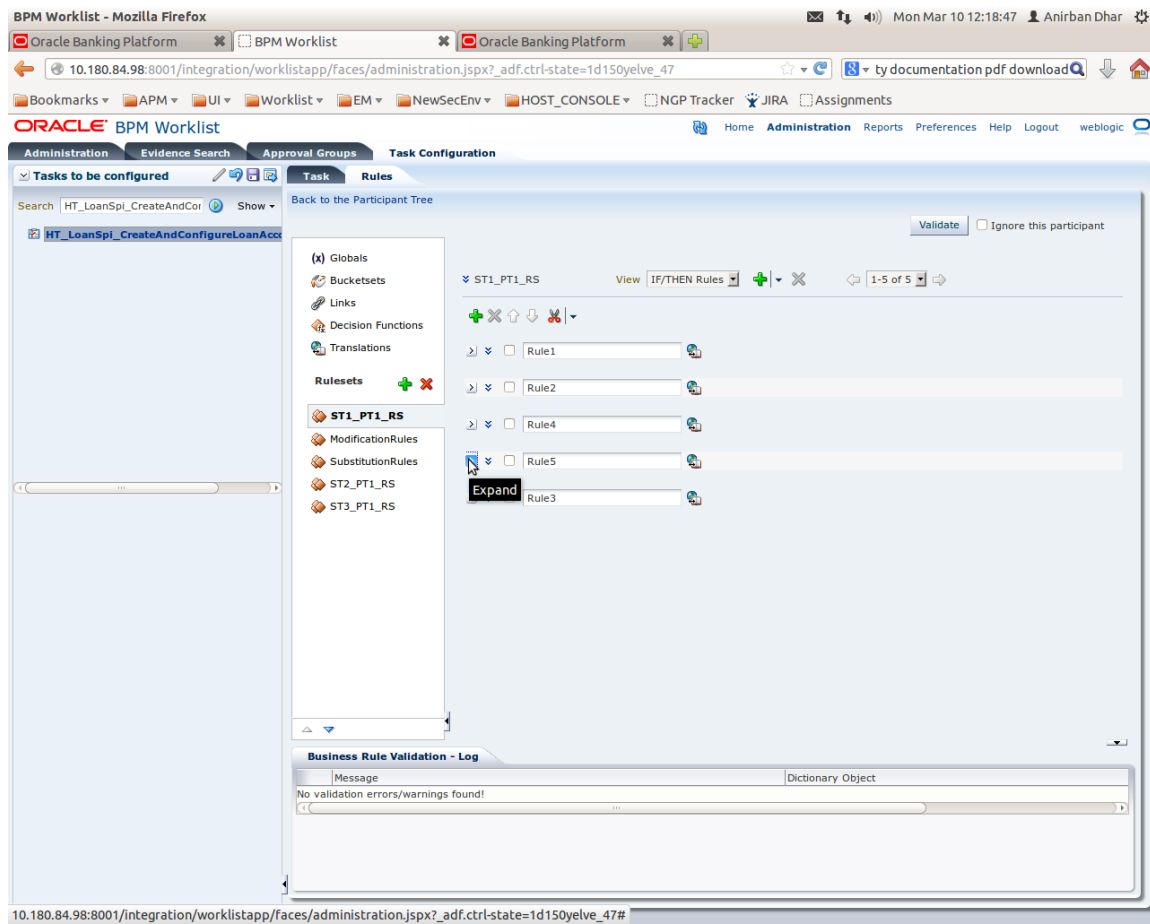 BPM Worklist - Mozilla Firefox
Mon Mar 10 12:18:47 Anirban Dhar
Oracle Banking Platform BPM Worklist Oracle Banking Platform
10.180.84.98:8001/integration/worklistapp/faces/administration.jspx?_adf.ctrl-state=1d150yelve_47 ty documentation pdf download
Bookmarks APM UI Worklist EM NewSecEnv HOST_CONSOLE NGP Tracker JIRA Assignments
ORACLE BPM Worklist Home Administration Reports Preferences Help Logout weblogic
Administration Evidence Search Approval Groups Task Configuration
Tasks to be configured
Search HT_LoanSpi_CreateAndCor Show
HT_LoanSpi_CreateAndConfigureLoanAcc
Task Rules
Back to the Participant Tree
Validate Ignore this participant
(x) Globals
Bucketsets
Links
Decision Functions
Translations
Rulesets
ST1_PT1_RS
ModificationRules
SubstitutionRules
ST2_PT1_RS
ST3_PT1_RS
ST1_PT1_RS View IF/THEN Rules 1-5 of 5
Rule1
Rule2
Rule4
Rule5
Expand
Rule3
Business Rule Validation - Log
Message Dictionary Object
No validation errors/warnings found!
10.180.84.98:8001/integration/worklistapp/faces/administration.jspx?_adf.ctrl-state=1d150yelve_47#